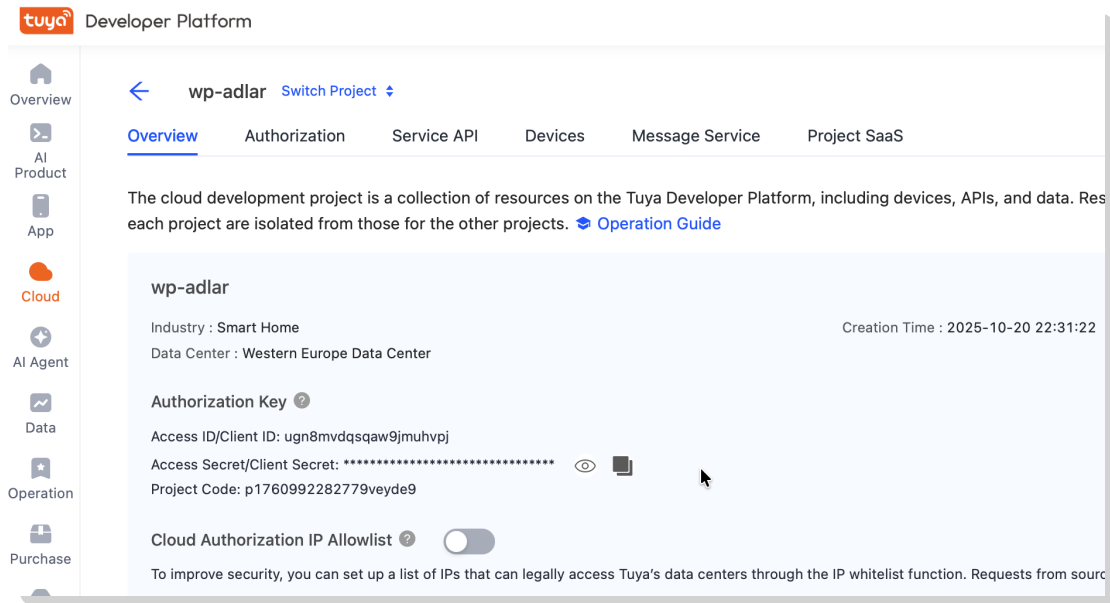 tuya Developer Platform
Overview
AI
Product
App
Cloud
AI Agent
Data
Operation
Purchase
wp-adlar Switch Project
Overview Authorization Service API Devices Message Service Project SaaS
The cloud development project is a collection of resources on the Tuya Developer Platform, including devices, APIs, and data. Res
each project are isolated from those for the other projects. Operation Guide
wp-adlar
Industry : Smart Home
Creation Time : 2025-10-20 22:31:22
Data Center : Western Europe Data Center
Authorization Key ?
Access ID/Client ID: ugn8mvdqsqaw9jmuhvpj
Access Secret/Client Secret: ********************************
Project Code: p1760992282779veyde9
Cloud Authorization IP Allowlist ?
To improve security, you can set up a list of IPs that can legally access Tuya's data centers through the IP whitelist function. Requests from sourc